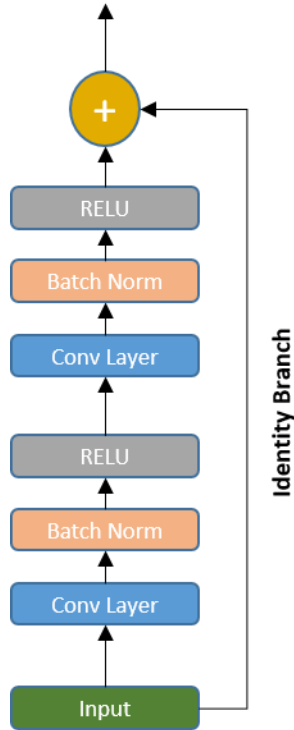 +
RELU
Batch Norm
Conv Layer
RELU
Batch Norm
Conv Layer
Input
Identity Branch